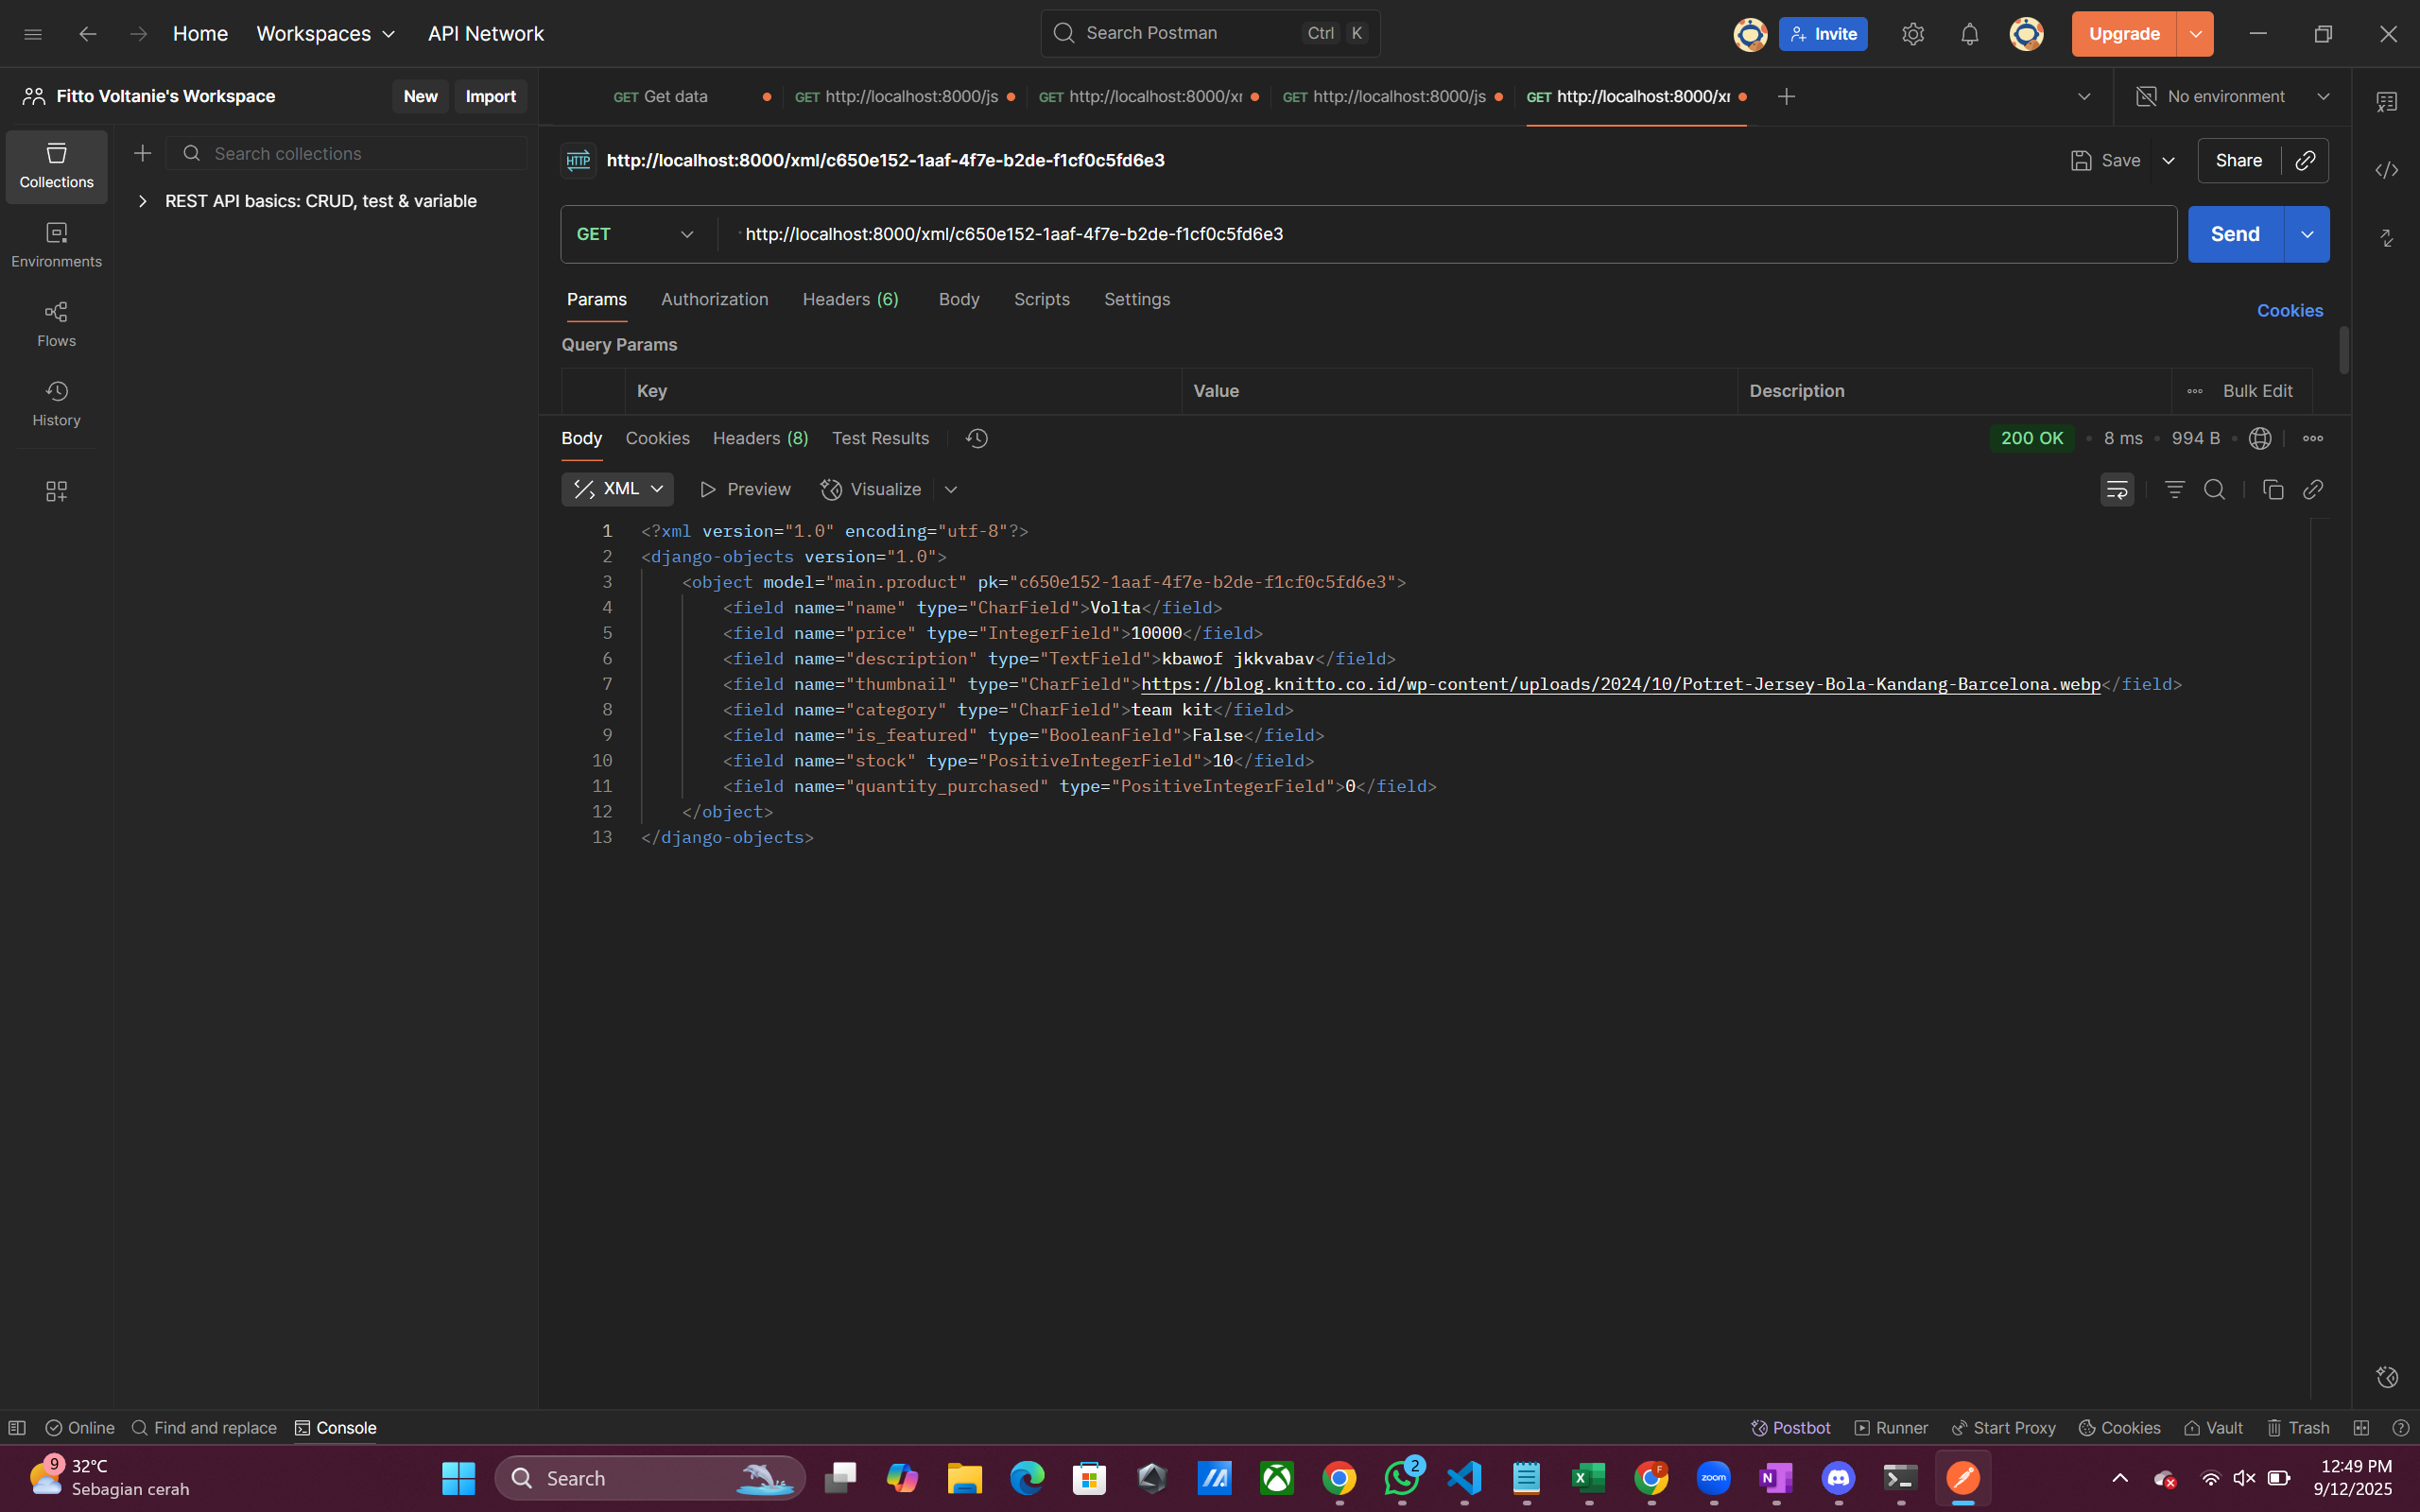 Home Workspaces API Network Search Postman Ctrl K Invite Upgrade
Fitto Voltanie's Workspace New Import GET Get data GET http://localhost:8000/js GET http://localhost:8000/xr GET http://localhost:8000/js GET http://localhost:8000/xr No environment
Collections
Search collections
HTTP http://localhost:8000/xml/c650e152-1aaf-4f7e-b2de-f1cf0c5fd6e3 Save Share
REST API basics: CRUD, test & variable
GET http://localhost:8000/xml/c650e152-1aaf-4f7e-b2de-f1cf0c5fd6e3 Send
Environments
Params Authorization Headers (6) Body Scripts Settings Cookies
Flows
Query Params
Key Value Description Bulk Edit
History
Body Cookies Headers (8) Test Results 200 OK 8 ms 994 B
XML Preview Visualize
1 <?xml version="1.0" encoding="utf-8"?>
2 <django-objects version="1.0">
3 <object model="main.product" pk="c650e152-1aaf-4f7e-b2de-f1cf0c5fd6e3">
4 <field name="name" type="CharField">Volta</field>
5 <field name="price" type="IntegerField">10000</field>
6 <field name="description" type="TextField">kbawof jkkvabav</field>
7 <field name="thumbnail" type="CharField">https://blog.knitto.co.id/wp-content/uploads/2024/10/Potret-Jersey-Bola-Kandang-Barcelona.webp</field>
8 <field name="category" type="CharField">team kit</field>
9 <field name="is_featured" type="BooleanField">False</field>
10 <field name="stock" type="PositiveIntegerField">10</field>
11 <field name="quantity_purchased" type="PositiveIntegerField">0</field>
12 </object>
13 </django-objects>
Online Find and replace Console Postbot Runner Start Proxy Cookies Vault Trash
9 32°C
Sebagian cerah
Search
2
F
zoom
12:49 PM
9/12/2025